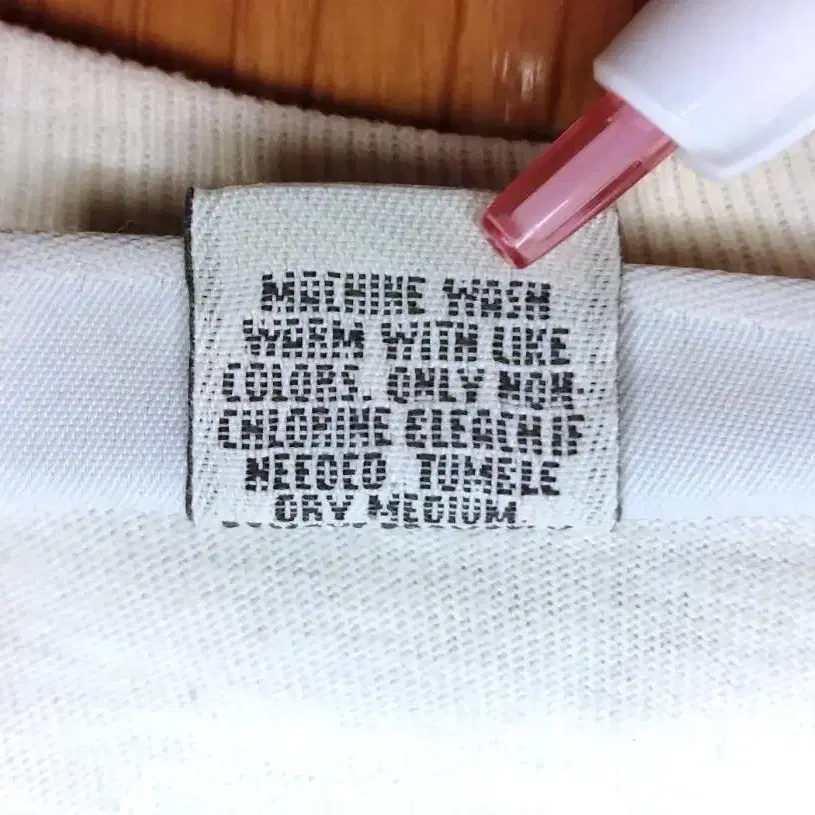 MACHINE WASH
WARM WITH LIKE
COLORS. ONLY NON-
CHLORINE BLEACH IF
NEEDED. TUMBLE
DRY MEDIUM.